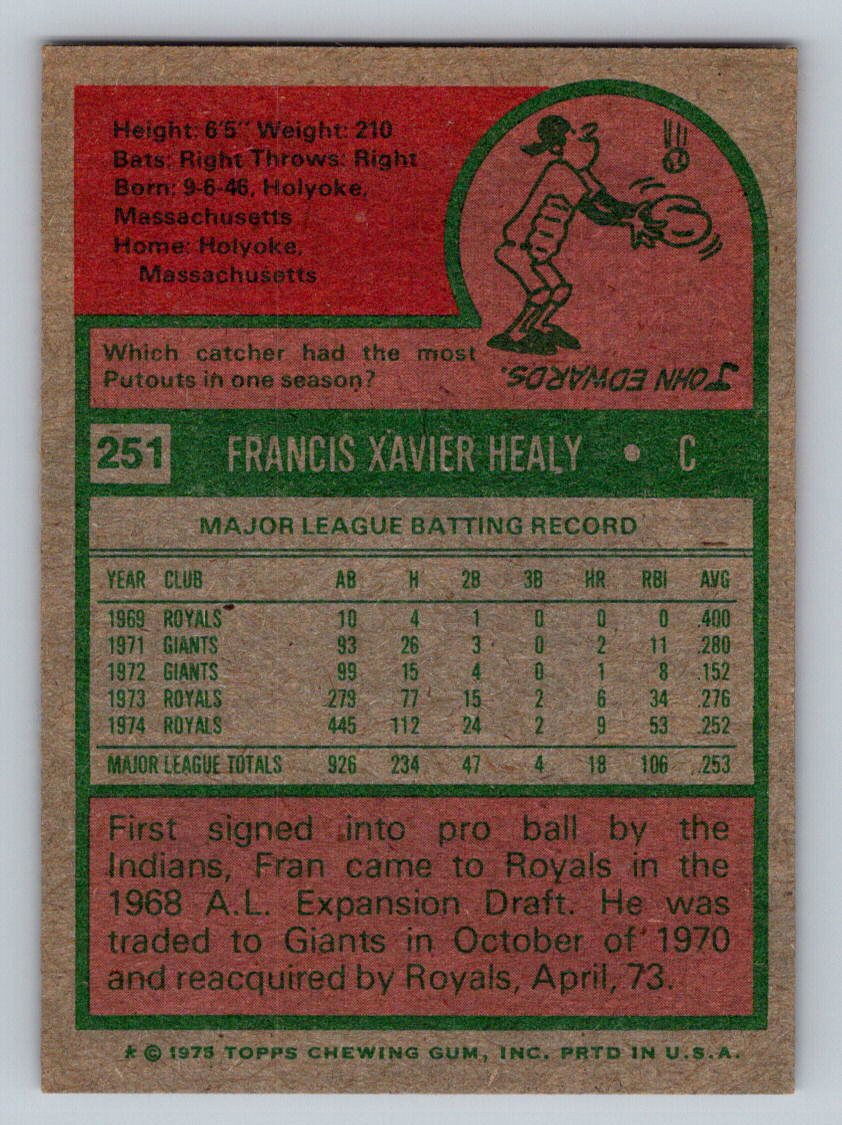 Height: 6'5" Weight: 210
Bats: Right Throws: Right
Born: 9-6-46, Holyoke,
Massachusetts
Home: Holyoke,
Massachusetts
Which catcher had the most
Putouts in one season?
JOHN EDWARDS.
251 FRANCIS XAVIER HEALY • C
MAJOR LEAGUE BATTING RECORD
YEAR CLUB AB H 2B 3B HR RBI AVG
1969 ROYALS 10 4 1 0 0 0 .400
1971 GIANTS 93 26 3 0 2 11 .280
1972 GIANTS 99 15 4 0 1 8 .152
1973 ROYALS 279 77 15 2 6 34 .276
1974 ROYALS 445 112 24 2 9 53 .252
MAJOR LEAGUE TOTALS 926 234 47 4 18 106 .253
First signed into pro ball by the
Indians, Fran came to Royals in the
1968 A.L. Expansion Draft. He was
traded to Giants in October of 1970
and reacquired by Royals, April, 73.
* © 1975 TOPPS CHEWING GUM, INC. PRTD IN U.S.A.